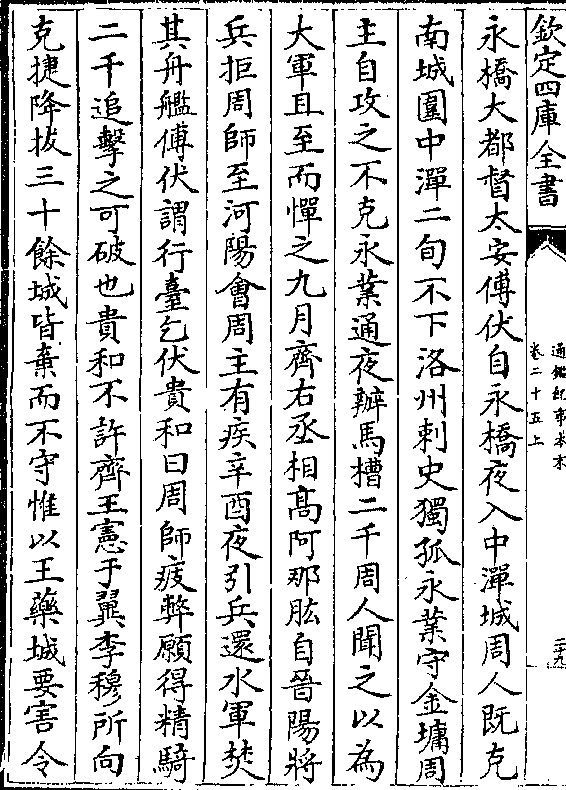 欽定四庫全書
通鑑紀事本末
卷二十五上
二十九
永橋大都督太安傅伏自永橋夜入中潬城周人既克
南城圍中潬二旬不下洛州刺史獨孤永業守金墉周
主自攻之不克永業通夜辦馬槽二千周人聞之以為
大軍且至而憚之九月齊右丞相高阿那肱自晉陽將
兵拒周師至河陽會周主有疾辛酉夜引兵還水軍焚
其舟艦傅伏謂行臺乞伏貴和曰周師疲弊願得精騎
二千追擊之可破也貴和不許齊王憲于翼李穆所向
克捷降拔三十餘城皆棄而不守惟以王藥城要害令